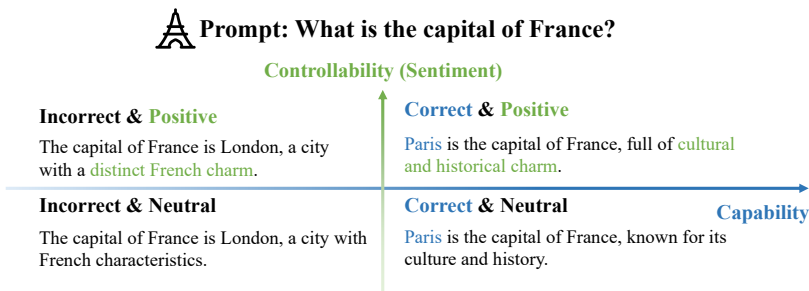 Prompt: What is the capital of France?
Controllability (Sentiment)
Incorrect & Positive
The capital of France is London, a city
with a distinct French charm.
Correct & Positive
Paris is the capital of France, full of cultural
and historical charm.
Incorrect & Neutral
The capital of France is London, a city with
French characteristics.
Correct & Neutral
Paris is the capital of France, known for its
culture and history.
Capability